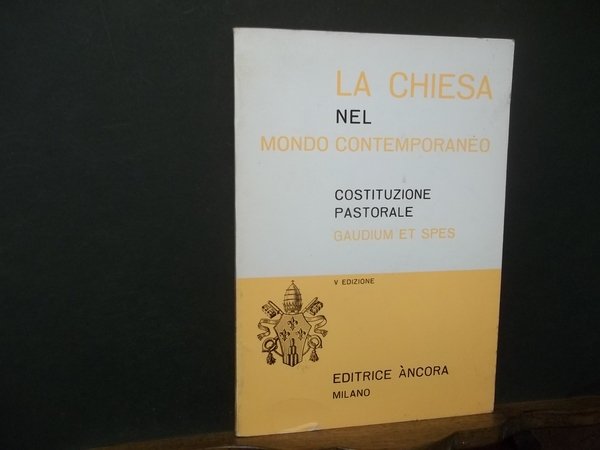 LA CHIESA
NEL
MONDO CONTEMPORANEO
COSTITUZIONE
PASTORALE
GAUDIUM ET SPES
V EDIZIONE
EDITRICE ÀNCORA
MILANO